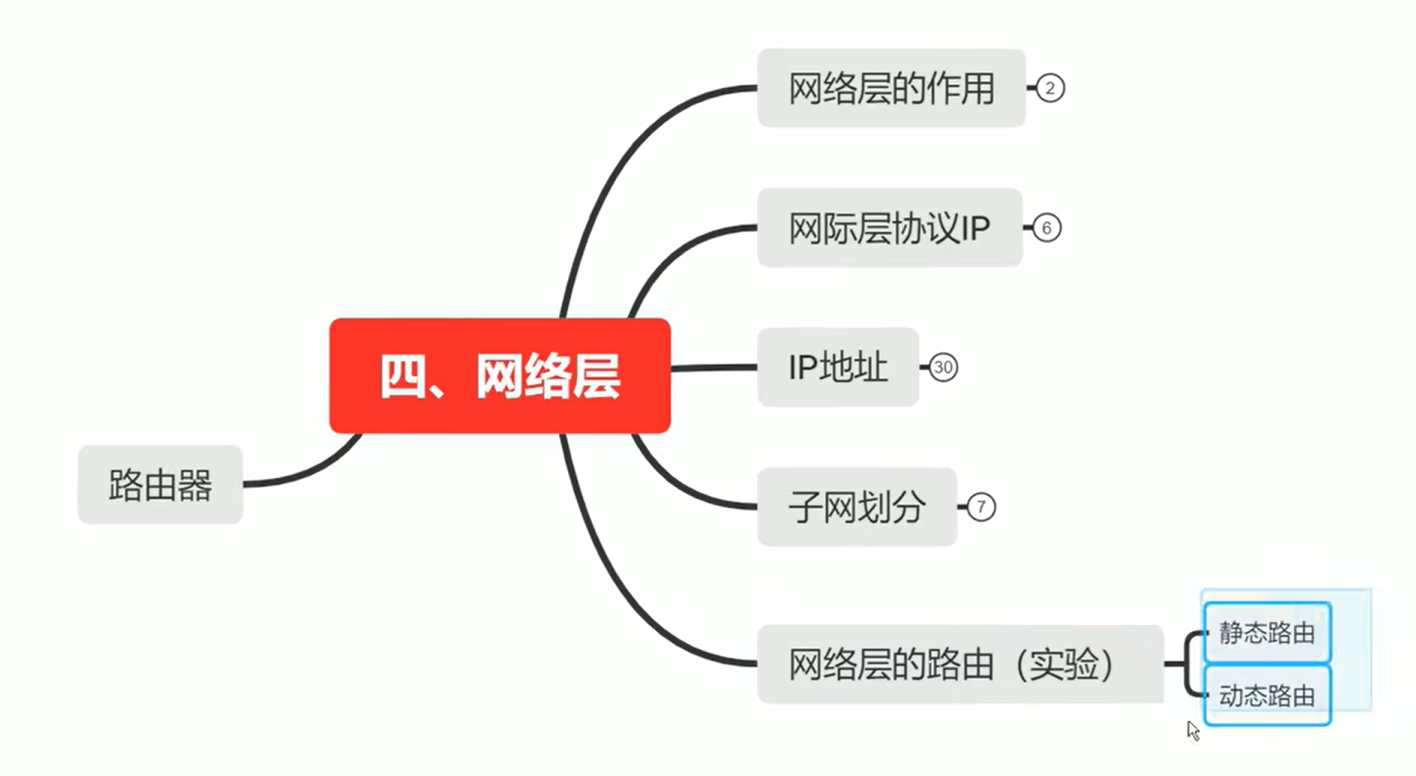 网络层的作用 2
网际层协议IP 6
四、网络层
IP地址 30
路由器
子网划分 7
网络层的路由（实验）
静态路由
动态路由